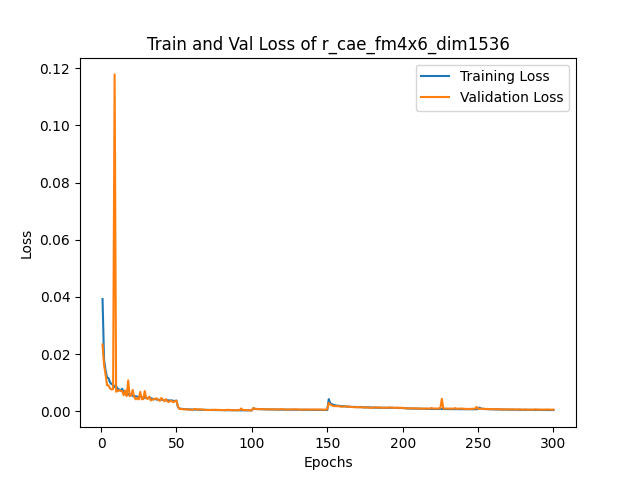 Train and Val Loss of r_cae_fm4x6_dim1536
Training Loss
Validation Loss
0.12
0.10
0.08
0.06
0.04
0.02
0.00
Loss
0
50
100
150
200
250
300
Epochs